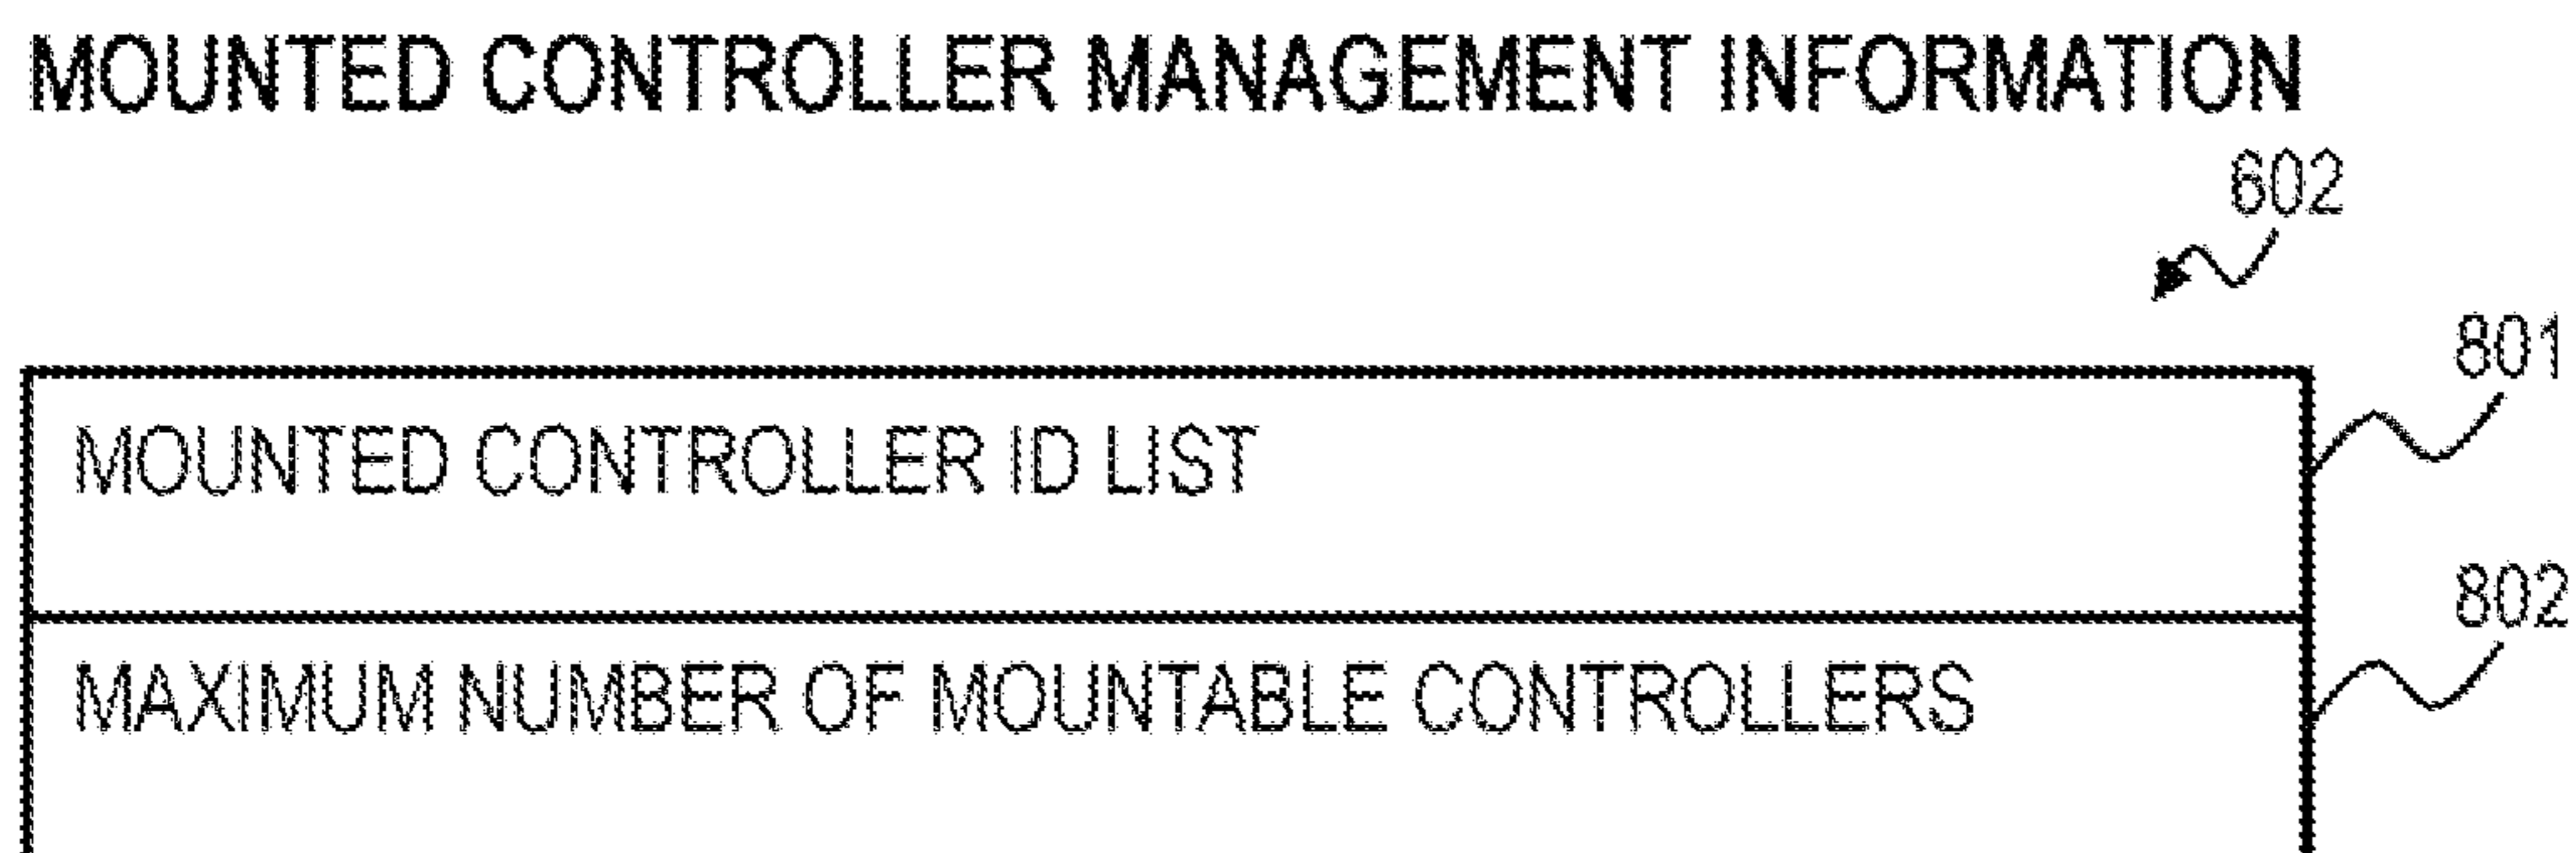 MOUNTED CONTROLLER MANAGEMENT INFORMATION
602
801
MOUNTED CONTROLLER ID LIST
802
MAXIMUM NUMBER OF MOUNTABLE CONTROLLERS